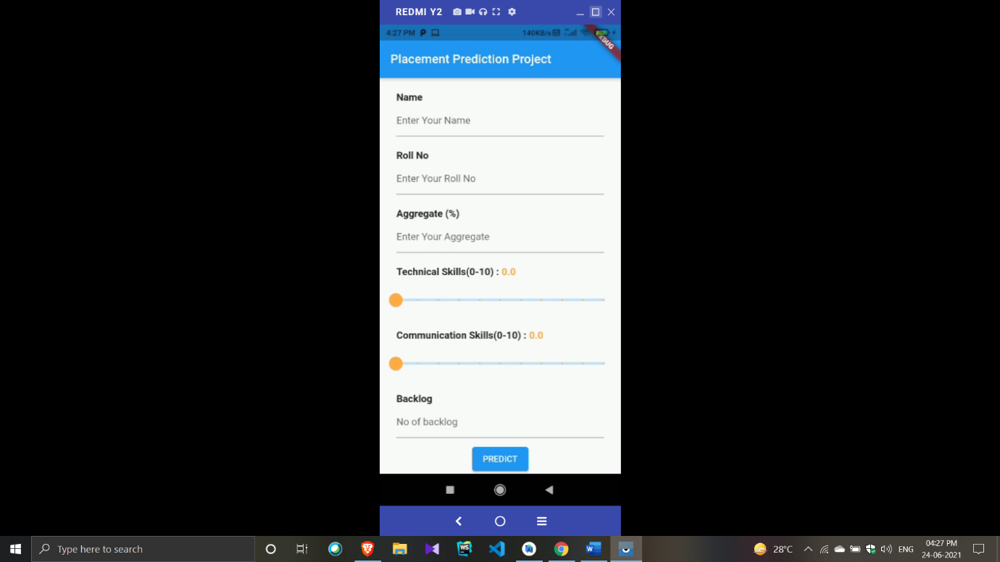 REDMI Y2
4:27 PM
140KB/s
DEBUG
Placement Prediction Project
Name
Enter Your Name
Roll No
Enter Your Roll No
Aggregate (%)
Enter Your Aggregate
Technical Skills(0-10) : 0.0
Communication Skills(0-10) : 0.0
Backlog
No of backlog
PREDICT
Type here to search
WS
W
28°C
ENG
04:27 PM
24-06-2021